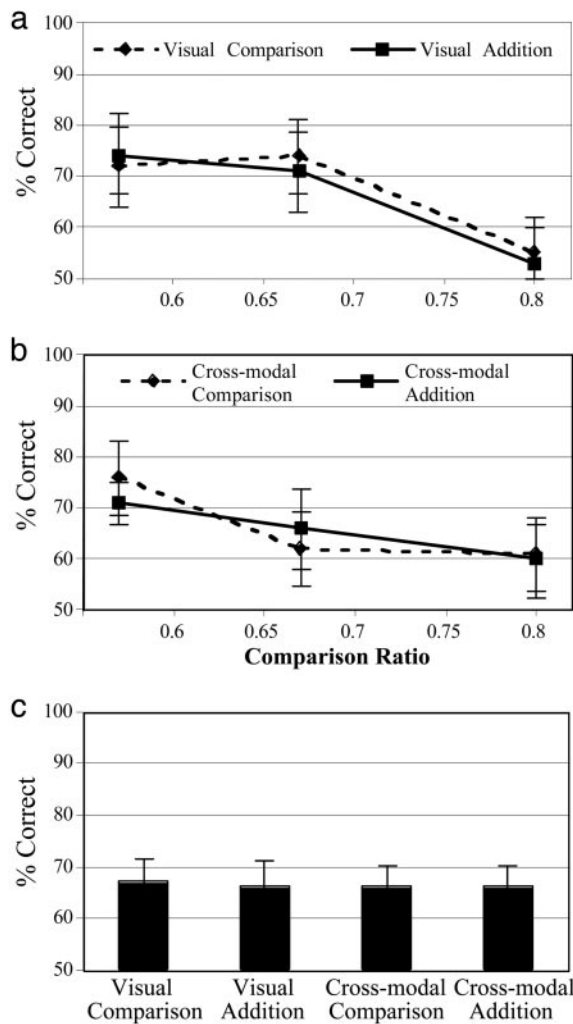 a
100
90
80
70
60
50
% Correct
Visual Comparison
Visual Addition
0.6 0.65 0.7 0.75 0.8
b
100
90
80
70
60
50
% Correct
Cross-modal
Comparison
Cross-modal
Addition
0.6 0.65 0.7 0.75 0.8
Comparison Ratio
c
100
90
80
70
60
50
% Correct
Visual
Comparison
Visual
Addition
Cross-modal
Comparison
Cross-modal
Addition